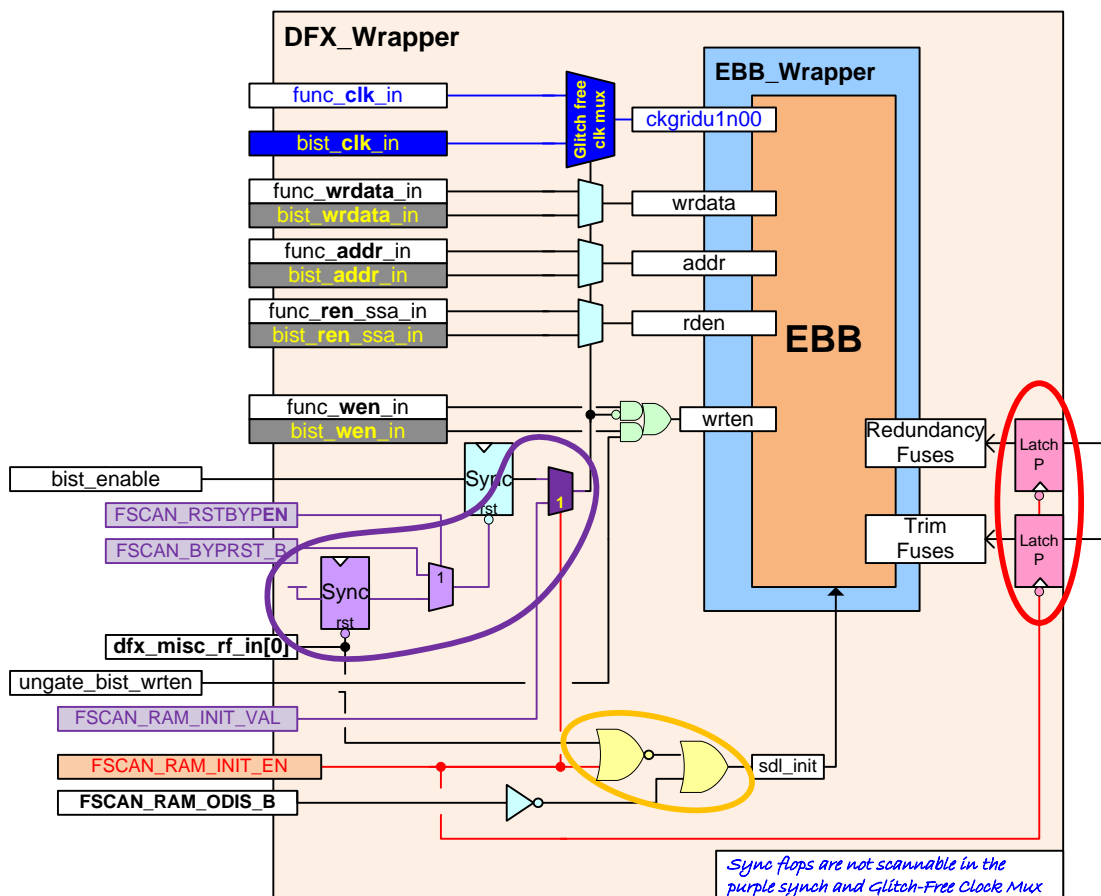 DFX_Wrapper
EBB_Wrapper
func_clk_in
bist_clk_in
Glitch free
clk mux
ckgridu1n00
func_wrdata_in
bist_wrdata_in
wrdata
func_addr_in
bist_addr_in
addr
func_ren_ssa_in
bist_ren_ssa_in
rden
EBB
func_wen_in
bist_wen_in
wrten
Redundancy
Fuses
Latch
P
bist_enable
Sync
rst
1
FSCAN_RSTBYPEN
FSCAN_BYPRST_B
1
Sync
rst
Trim
Fuses
Latch
P
dfx_misc_rf_in[0]
ungate_bist_wrten
FSCAN_RAM_INIT_VAL
FSCAN_RAM_INIT_EN
sdl_init
FSCAN_RAM_ODIS_B
Sync flops are not scannable in the
purple synch and Glitch-Free Clock Mux